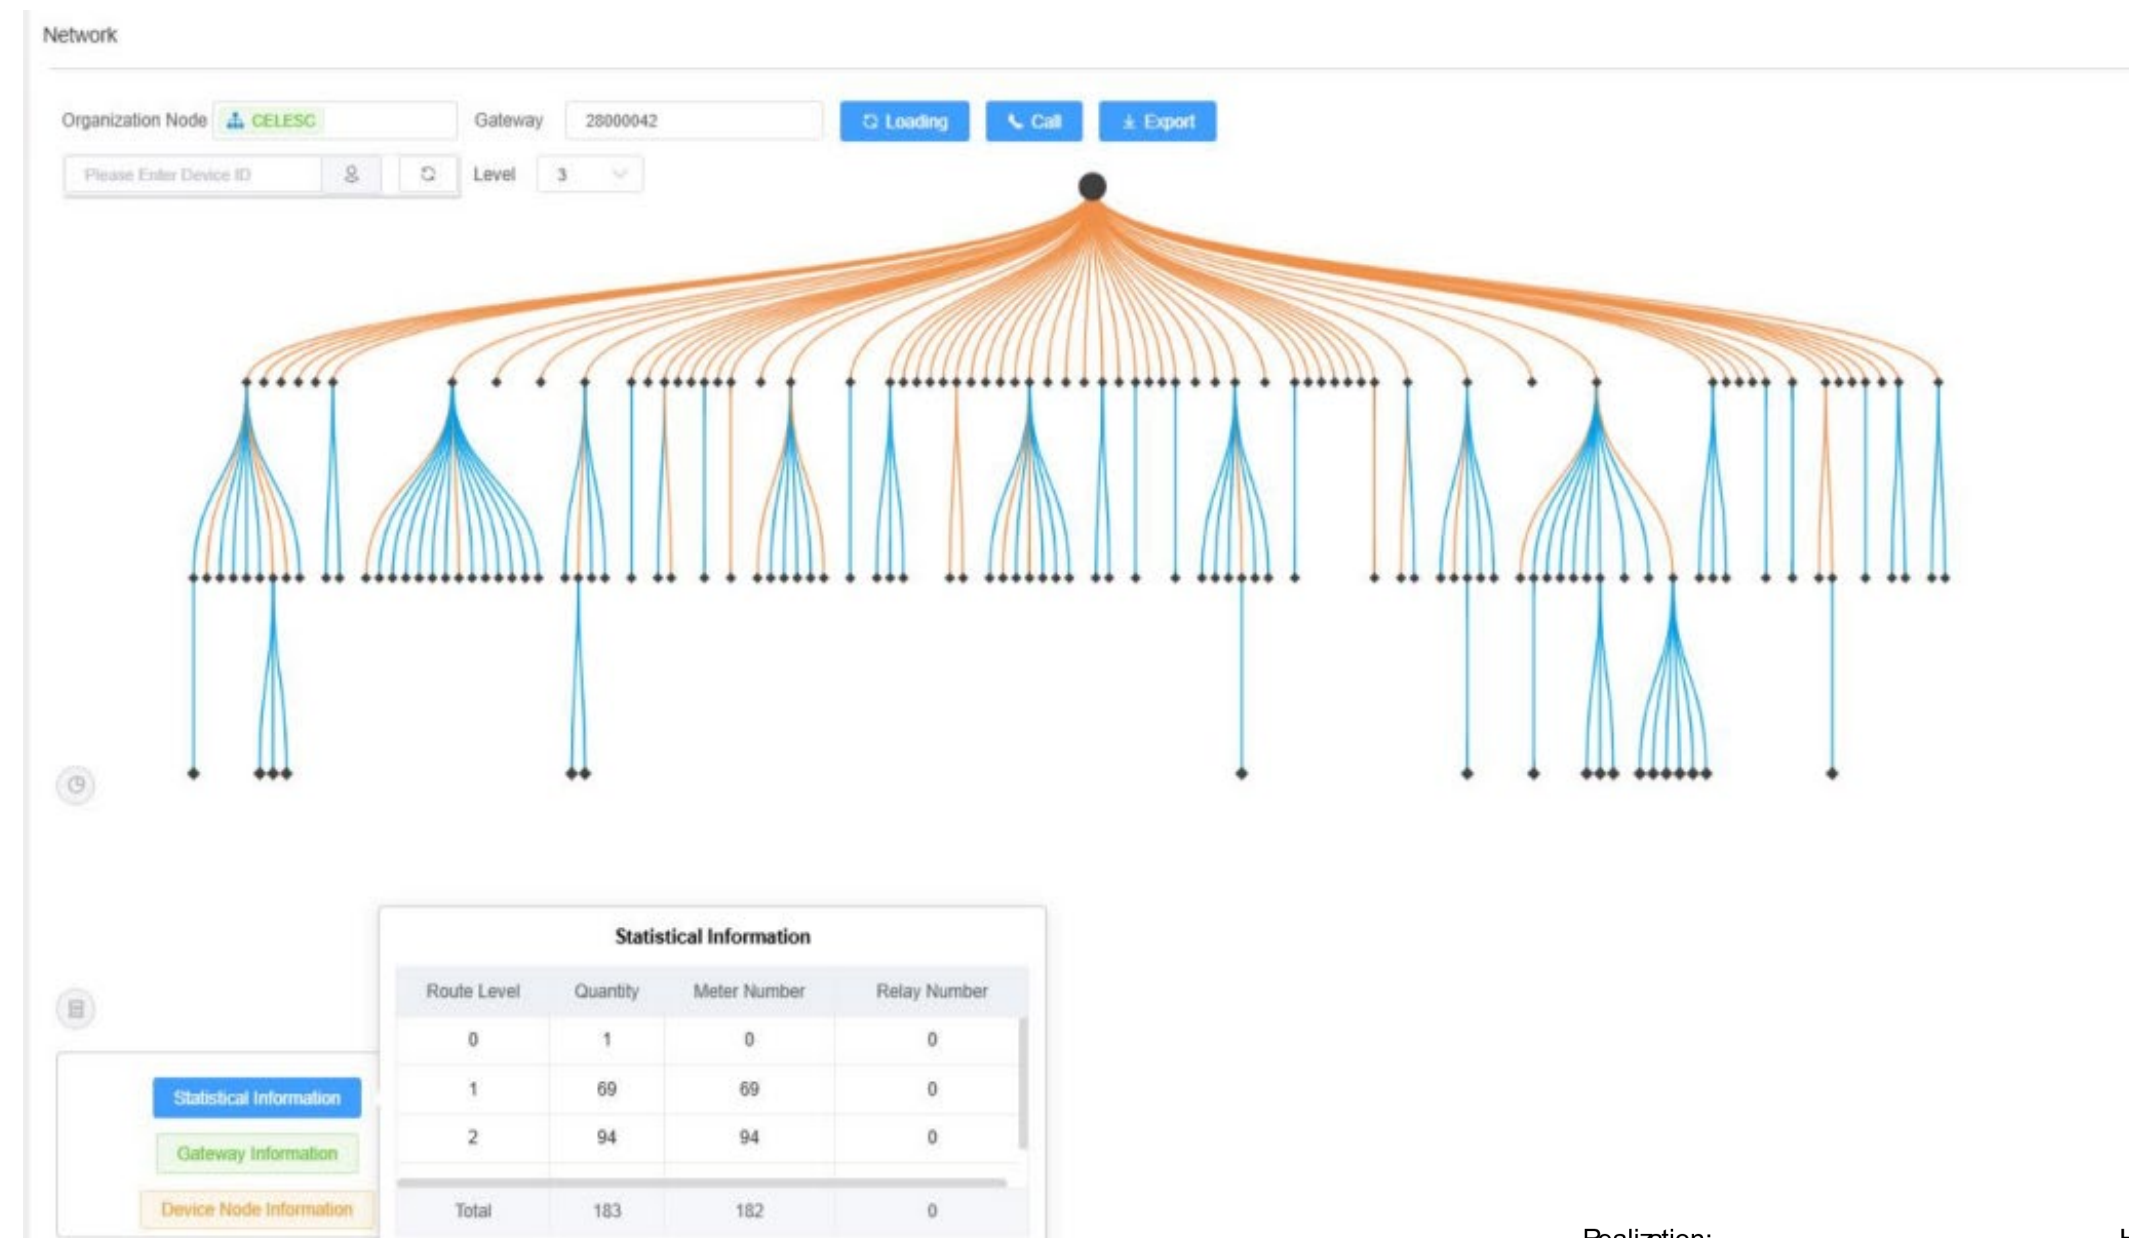 Network
Organization Node CELESC Gateway 28000042 Loading Call Export
Please Enter Device ID Level 3
Statistical Information
Route Level Quantity Meter Number Relay Number
0 1 0 0
1 69 69 0
2 94 94 0
Total 183 182 0
Statistical Information
Gateway Information
Device Node Information
Realization: